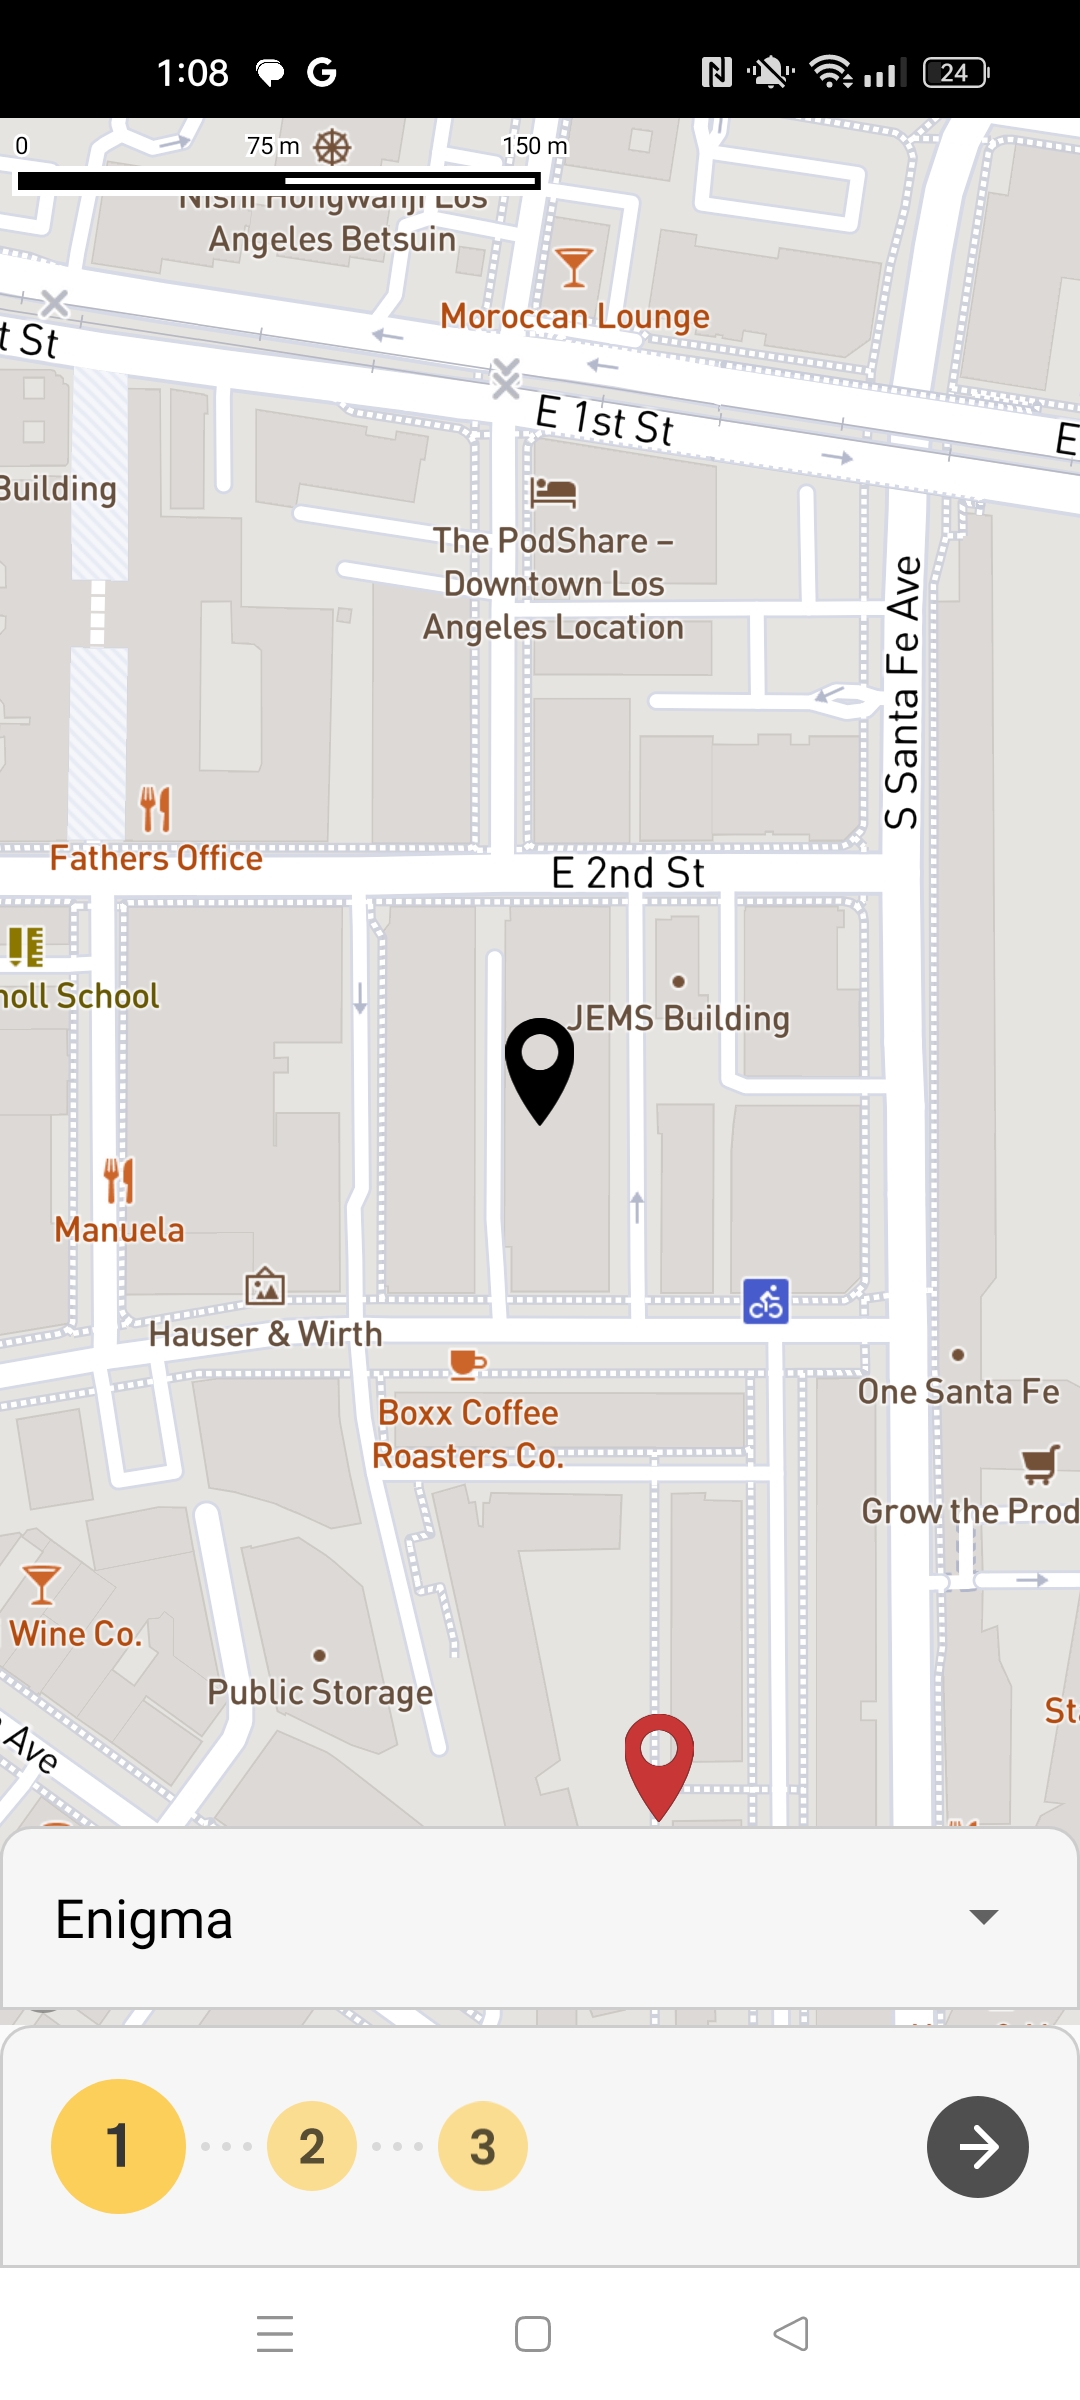 1:08
24
0 75 m 150 m
Angeles Betsuin
Moroccan Lounge
t St
E 1st St
E
Building
The PodShare –
Downtown Los
Angeles Location
S Santa Fe Ave
Fathers Office
E 2nd St
noll School
JEMS Building
Manuela
Hauser & Wirth
Boxx Coffee
Roasters Co.
One Santa Fe
Grow the Prod
Wine Co.
Public Storage
Sta
Ave
Enigma
1 2 3